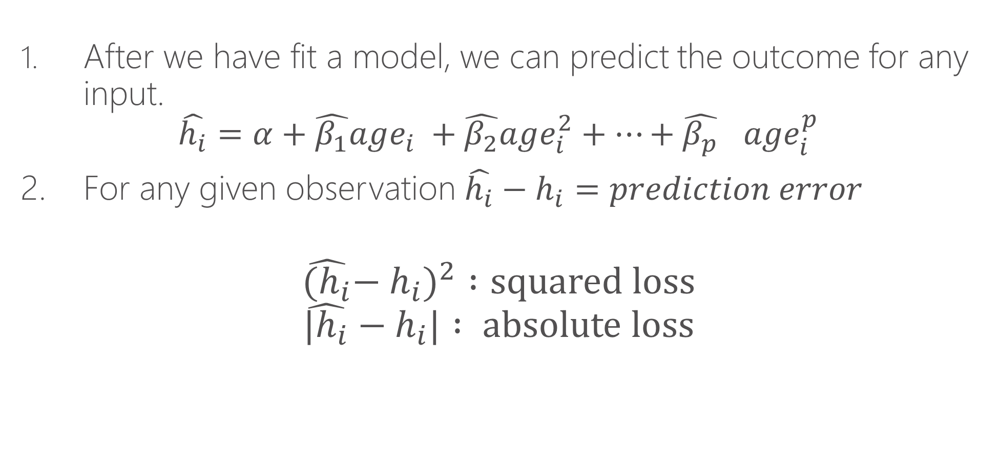 1. After we have fit a model, we can predict the outcome for any
input.
$\widehat{h_i} = \alpha + \widehat{\beta_1} age_i + \widehat{\beta_2} age_i^2 + \cdots + \widehat{\beta_p} \ age_i^p$
2. For any given observation $\widehat{h_i} - h_i = prediction\ error$
$(\widehat{h_i} - h_i)^2$ : squared loss
$|\widehat{h_i} - h_i|$ : absolute loss